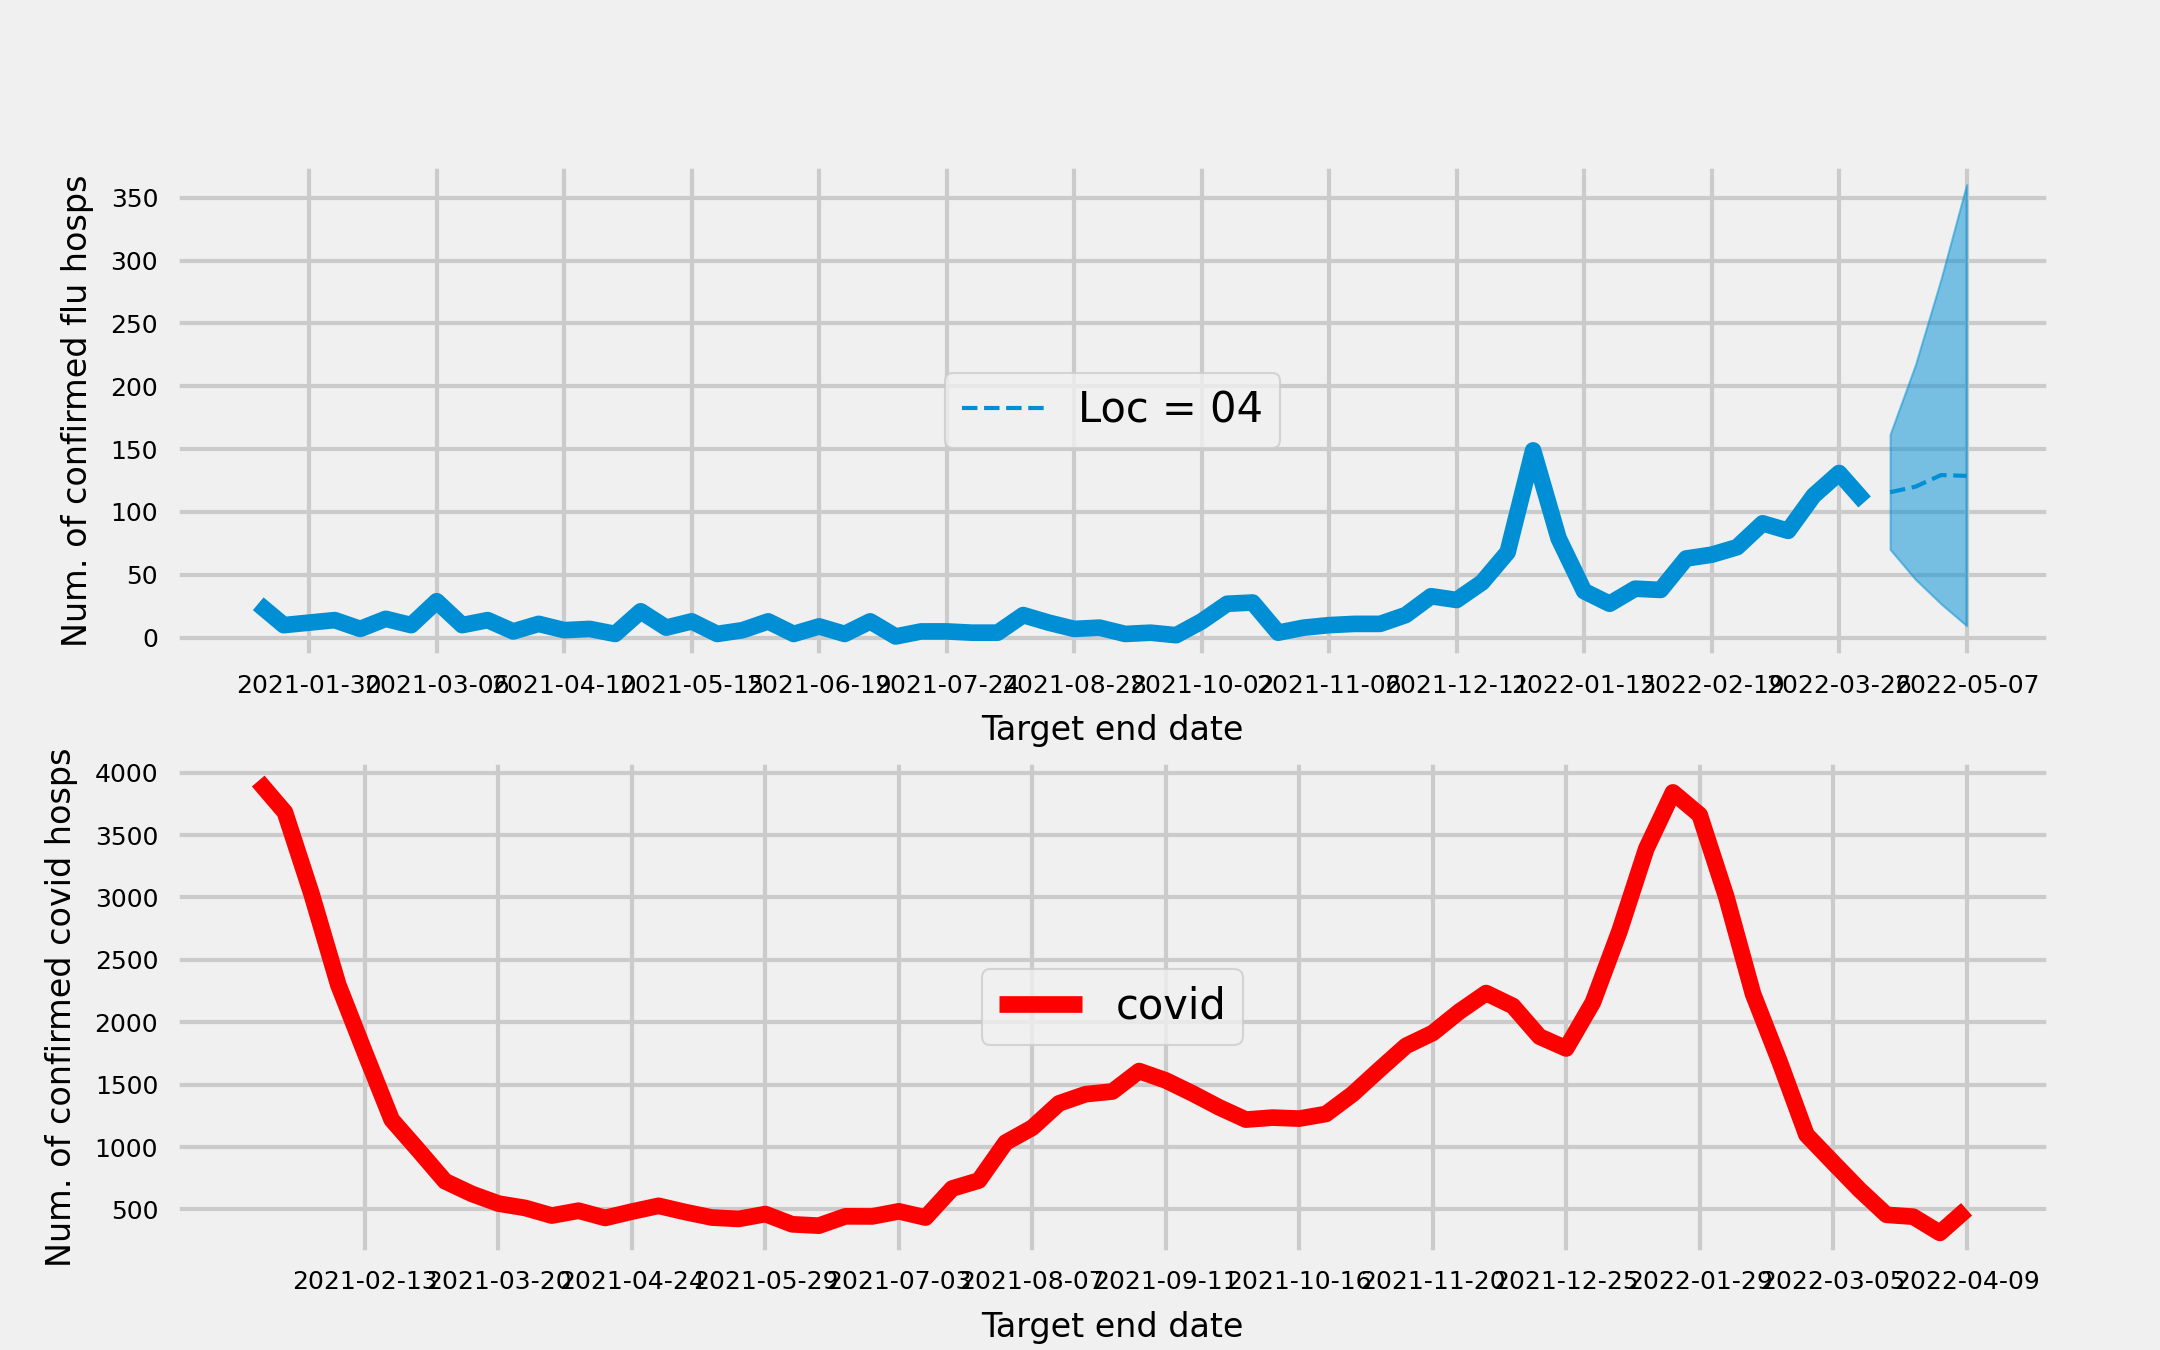 Num. of confirmed flu hosps
350
300
250
200
150
100
50
0
Loc = 04
2021-01-30 2021-03-06 2021-04-10 2021-05-15 2021-06-19 2021-07-24 2021-08-28 2021-10-02 2021-11-06 2021-12-11 2022-01-15 2022-02-19 2022-03-26 2022-05-07
Target end date
Num. of confirmed covid hosps
4000
3500
3000
2500
2000
1500
1000
500
covid
2021-02-13 2021-03-20 2021-04-24 2021-05-29 2021-07-03 2021-08-07 2021-09-11 2021-10-16 2021-11-20 2021-12-25 2022-01-29 2022-03-05 2022-04-09
Target end date